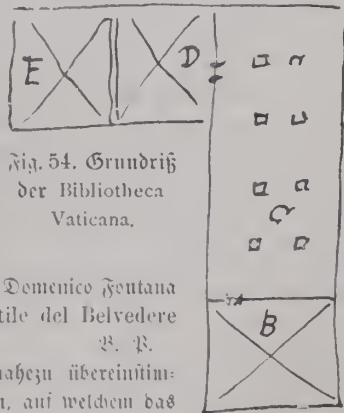 E
D
C
B
Fig. 54. Grundriß
der Bibliotheca
Vaticana.
Domenico Fontana
tile del Belvedere
B. P.
nahezu übereinstim-
n, auf welchem das